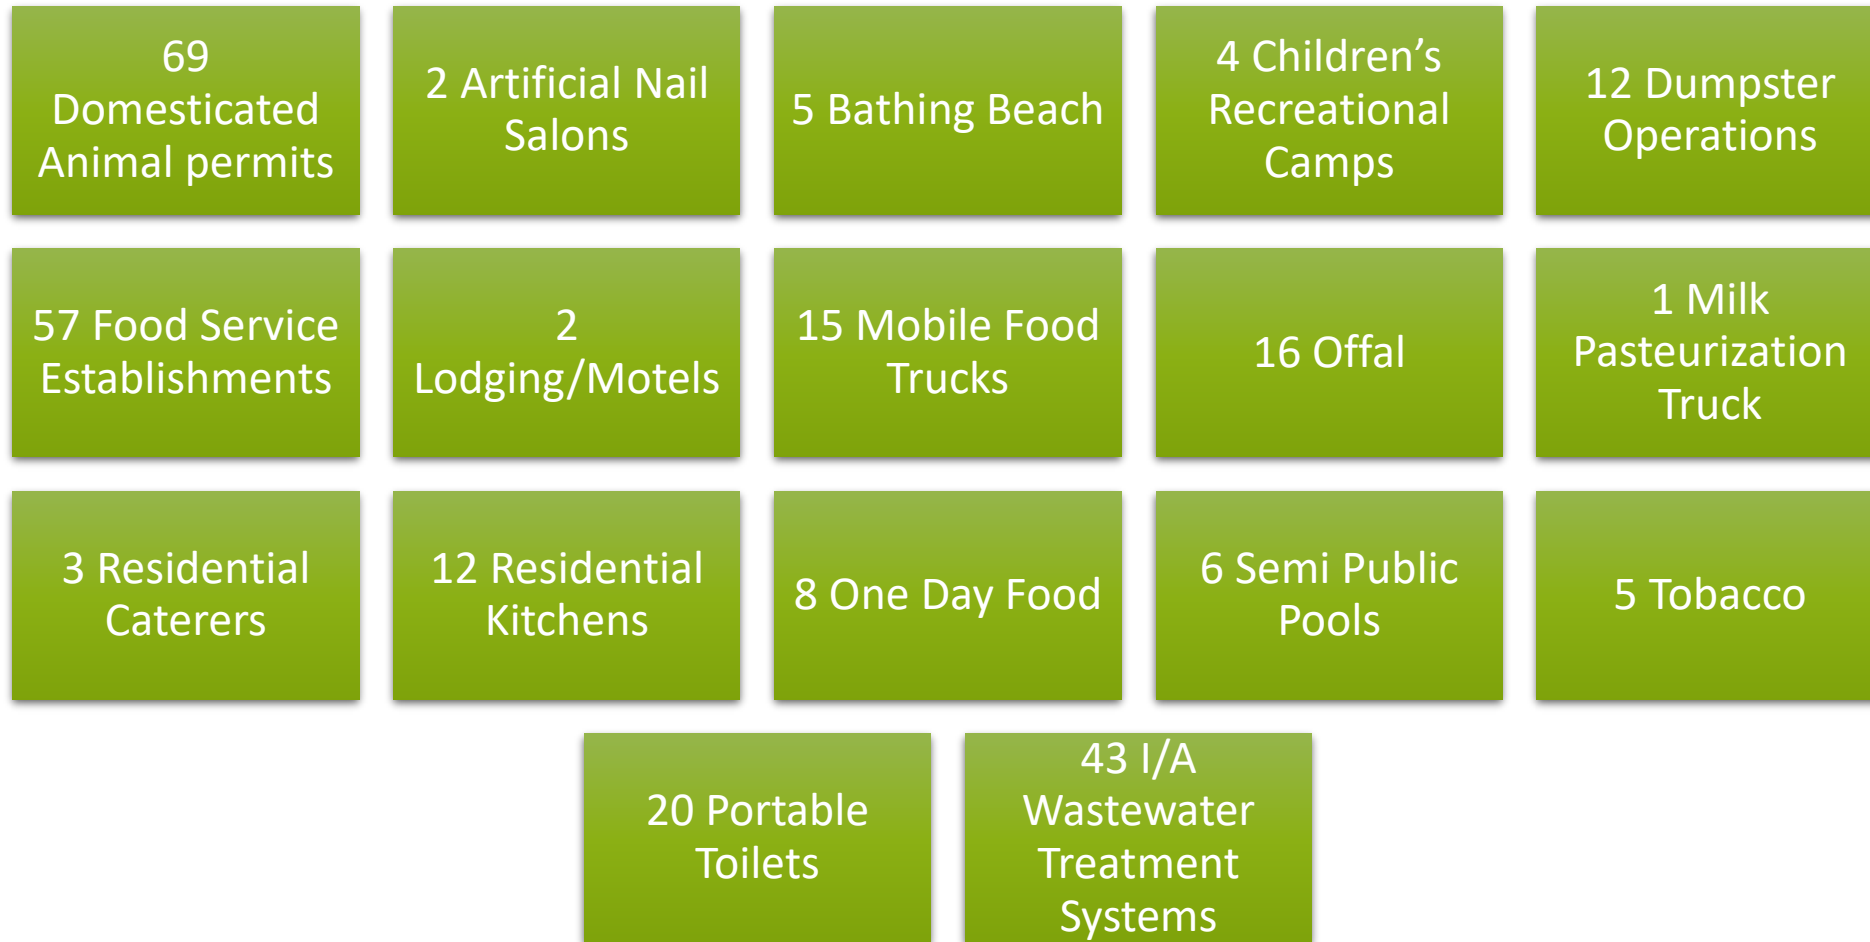 69
Domesticated
Animal permits
2 Artificial Nail
Salons
5 Bathing Beach
4 Children’s
Recreational
Camps
12 Dumpster
Operations
57 Food Service
Establishments
2
Lodging/Motels
15 Mobile Food
Trucks
16 Offal
1 Milk
Pasteurization
Truck
3 Residential
Caterers
12 Residential
Kitchens
8 One Day Food
6 Semi Public
Pools
5 Tobacco
20 Portable
Toilets
43 I/A
Wastewater
Treatment
Systems